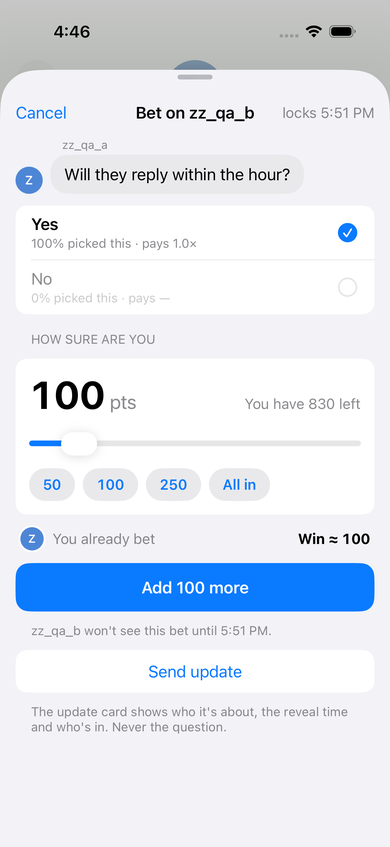 4:46
Cancel
Bet on zz_qa_b
locks 5:51 PM
zz_qa_a
Z
Will they reply within the hour?
Yes
100% picked this · pays 1.0×
No
0% picked this · pays —
HOW SURE ARE YOU
100 pts
You have 830 left
50
100
250
All in
Z
You already bet
Win ≈ 100
Add 100 more
zz_qa_b won't see this bet until 5:51 PM.
Send update
The update card shows who it's about, the reveal time
and who's in. Never the question.